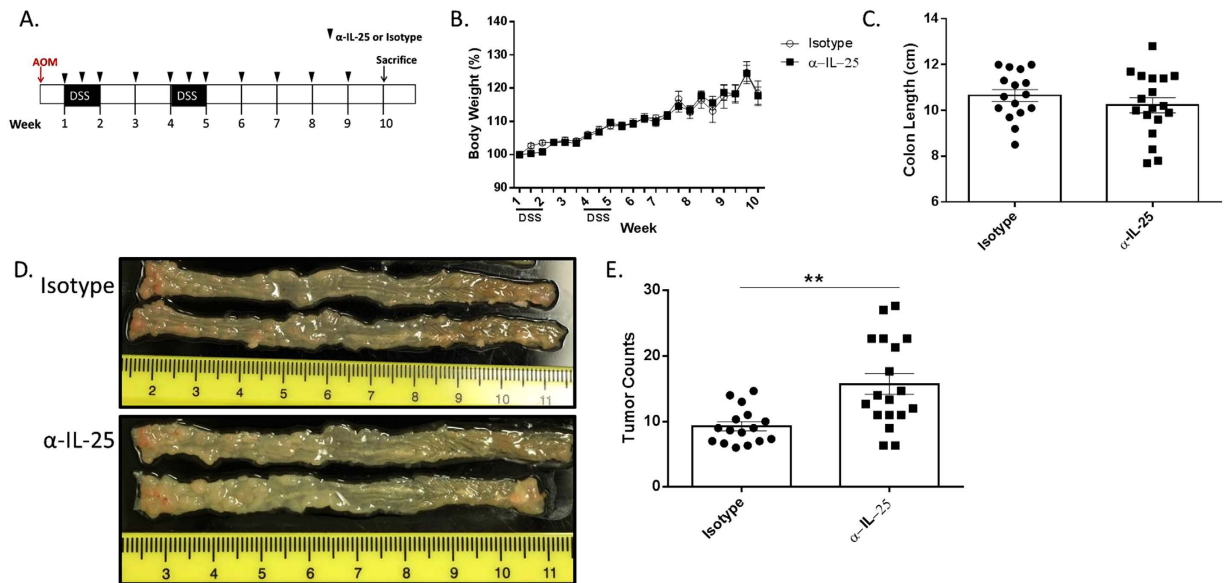 A.
α-IL-25 or Isotype
AOM
Sacrifice
DSS DSS
Week 1 2 3 4 5 6 7 8 9 10
B.
Isotype
α-IL-25
Body Weight (%)
140
120
100
80
1 2 3 4 5 6 7 8 9 10
DSS DSS
Week
C.
Colon Length (cm)
14
12
10
8
6
Isotype α-IL-25
D.
Isotype
2 3 4 5 6 7 8 9 10 11
α-IL-25
3 4 5 6 7 8 9 10 11
E.
**
Tumor Counts
30
20
10
0
Isotype α-IL-25